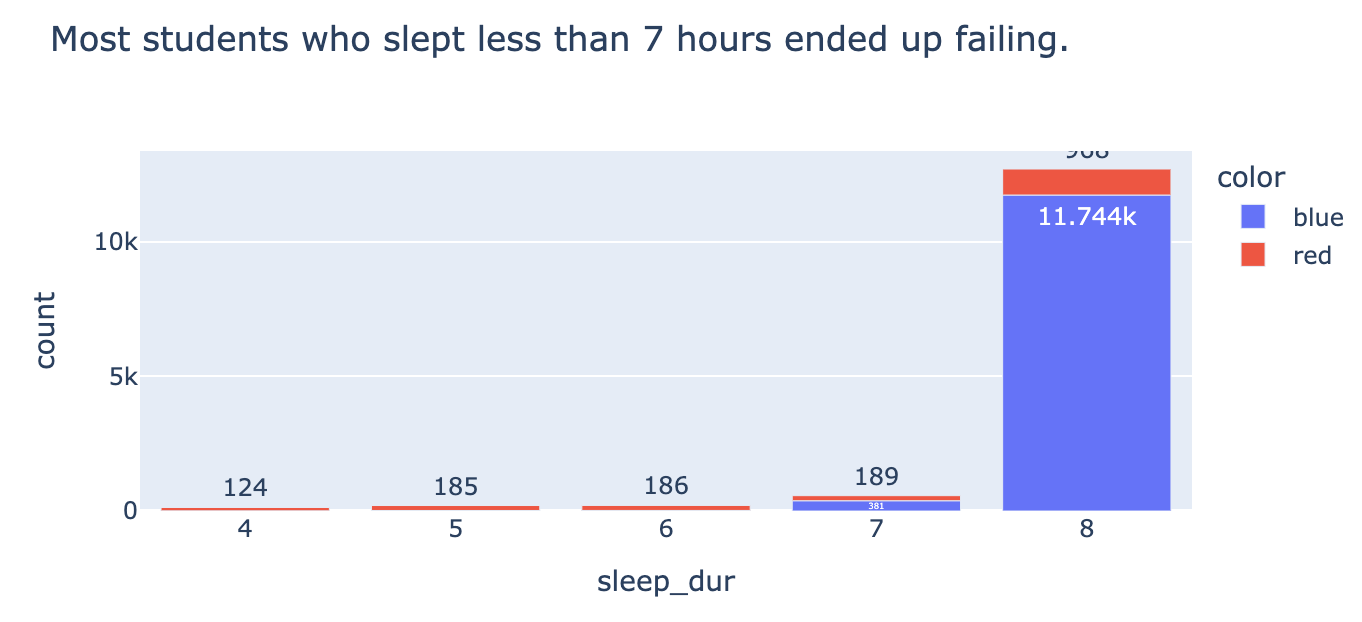 Most students who slept less than 7 hours ended up failing.
color
blue
red
11.744k
10k
5k
0
count
124
185
186
189
381
4
5
6
7
8
sleep_dur